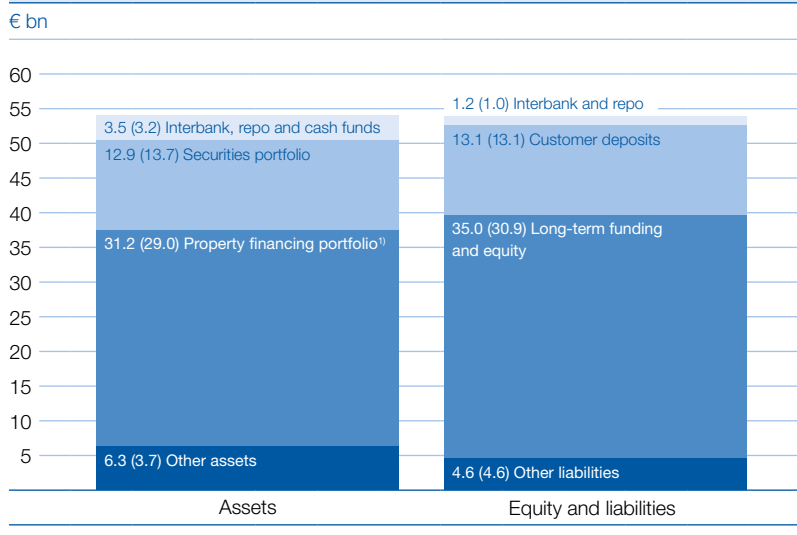 € bn
60
55
50
45
40
35
30
25
20
15
10
5
3.5 (3.2) Interbank, repo and cash funds
12.9 (13.7) Securities portfolio
31.2 (29.0) Property financing portfolio¹⁾
6.3 (3.7) Other assets
1.2 (1.0) Interbank and repo
13.1 (13.1) Customer deposits
35.0 (30.9) Long-term funding
and equity
4.6 (4.6) Other liabilities
Assets
Equity and liabilities